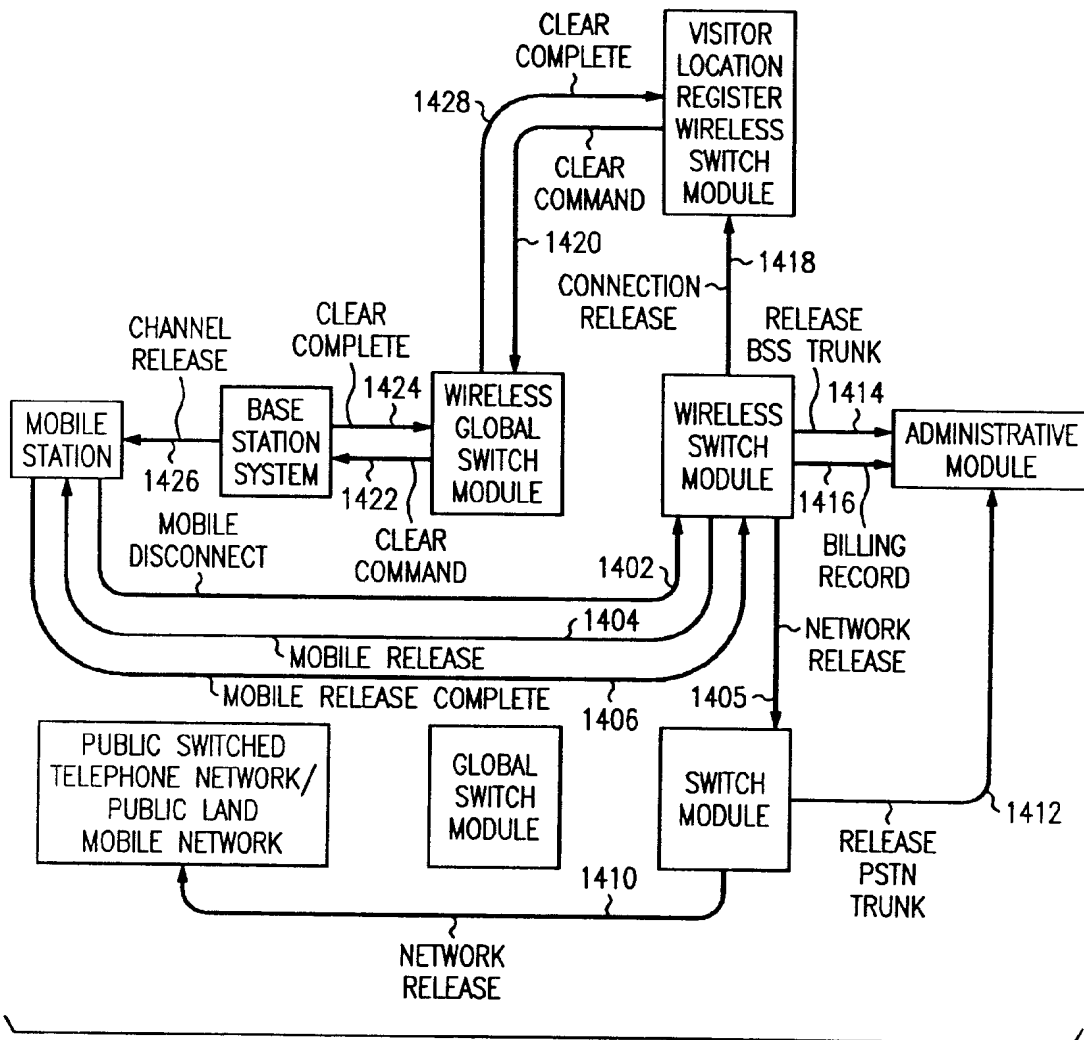 CLEAR
COMPLETE
1428
VISITOR
LOCATION
REGISTER
WIRELESS
SWITCH
MODULE
CLEAR
COMMAND
1420
1418
CONNECTION
RELEASE
CHANNEL
RELEASE
CLEAR
COMPLETE
1424
RELEASE
BSS TRUNK
1414
MOBILE
STATION
1426
BASE
STATION
SYSTEM
1422
WIRELESS
GLOBAL
SWITCH
MODULE
WIRELESS
SWITCH
MODULE
1416
ADMINISTRATIVE
MODULE
MOBILE
DISCONNECT
CLEAR
COMMAND
1402
BILLING
RECORD
1404
MOBILE RELEASE
NETWORK
RELEASE
MOBILE RELEASE COMPLETE
1406
1405
PUBLIC SWITCHED
TELEPHONE NETWORK/
PUBLIC LAND
MOBILE NETWORK
GLOBAL
SWITCH
MODULE
SWITCH
MODULE
1412
RELEASE
PSTN
TRUNK
1410
NETWORK
RELEASE